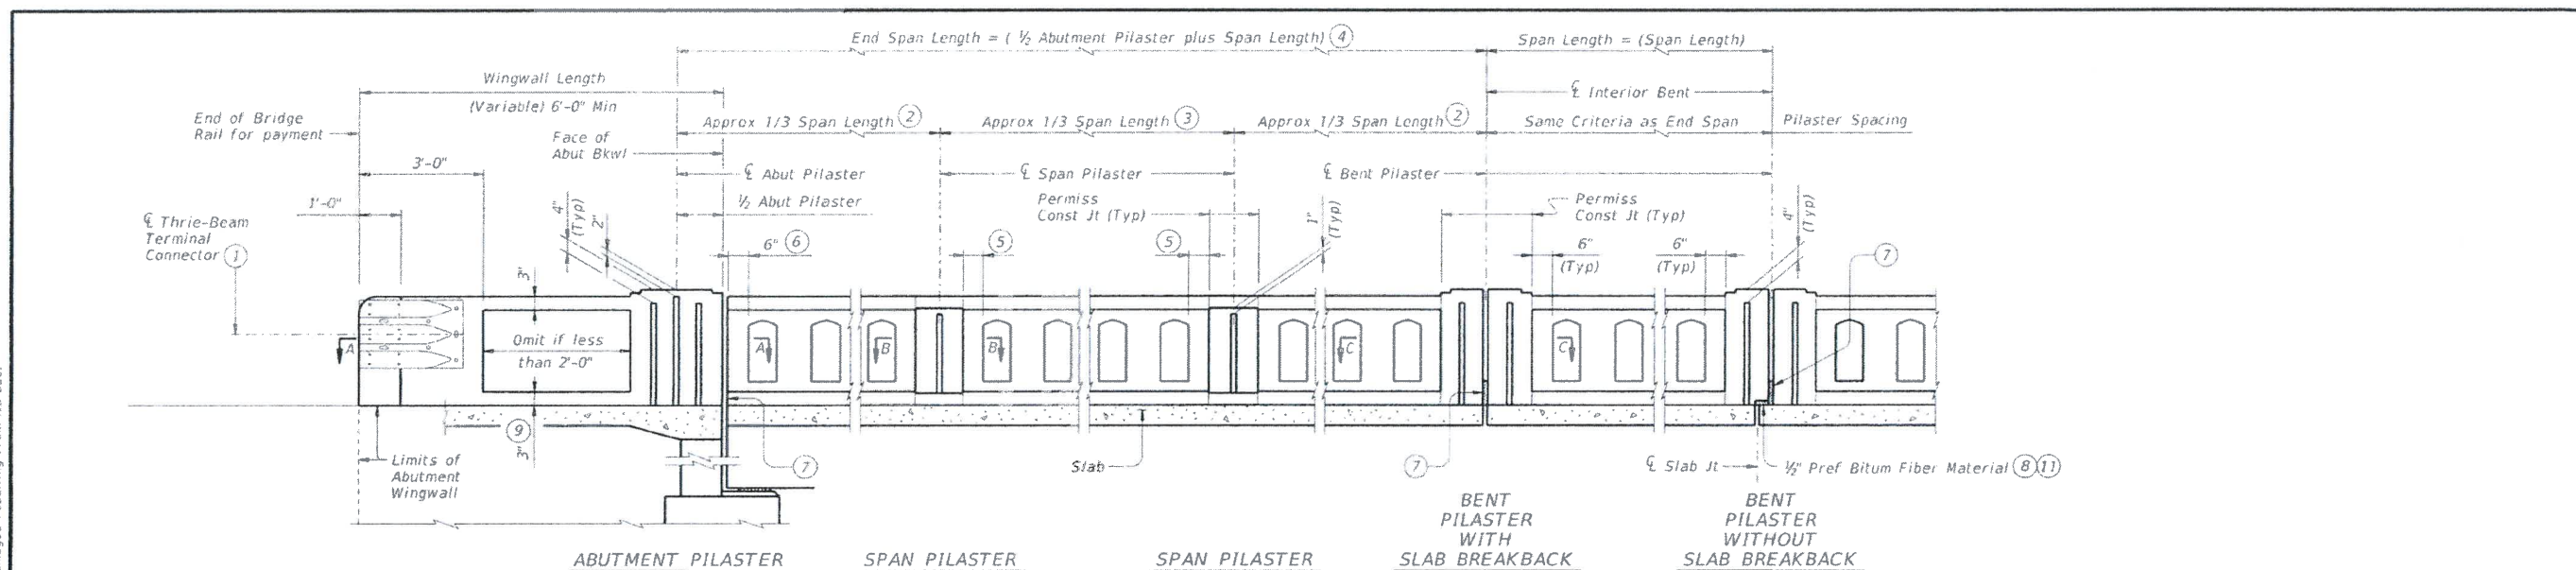 End Span Length = ( ½ Abutment Pilaster plus Span Length) ④
Span Length = (Span Length)
Wingwall Length
(Variable) 6'-0" Min
℄ Interior Bent
End of Bridge
Rail for payment
Face of
Abut Bkwl
Approx 1/3 Span Length ②
Approx 1/3 Span Length ③
Approx 1/3 Span Length ②
Same Criteria as End Span
Pilaster Spacing
3'-0"
℄ Abut Pilaster
℄ Span Pilaster
℄ Bent Pilaster
1'-0"
½ Abut Pilaster
Permiss
Const Jt (Typ)
Permiss
Const Jt (Typ)
℄ Thrie-Beam
Terminal
Connector ①
4"
(Typ)
2"
6" ⑥
⑤
⑤
1"
(Typ)
6"
(Typ)
6"
(Typ)
4"
(Typ)
⑦
3"
Omit if less
than 2'-0"
A
A
B
B
C
C
⑨
3"
Limits of
Abutment
Wingwall
⑦
Slab
⑦
℄ Slab Jt
½" Pref Bitum Fiber Material ⑧⑪
ABUTMENT PILASTER
SPAN PILASTER
SPAN PILASTER
BENT
PILASTER
WITH
SLAB BREAKBACK
BENT
PILASTER
WITHOUT
SLAB BREAKBACK